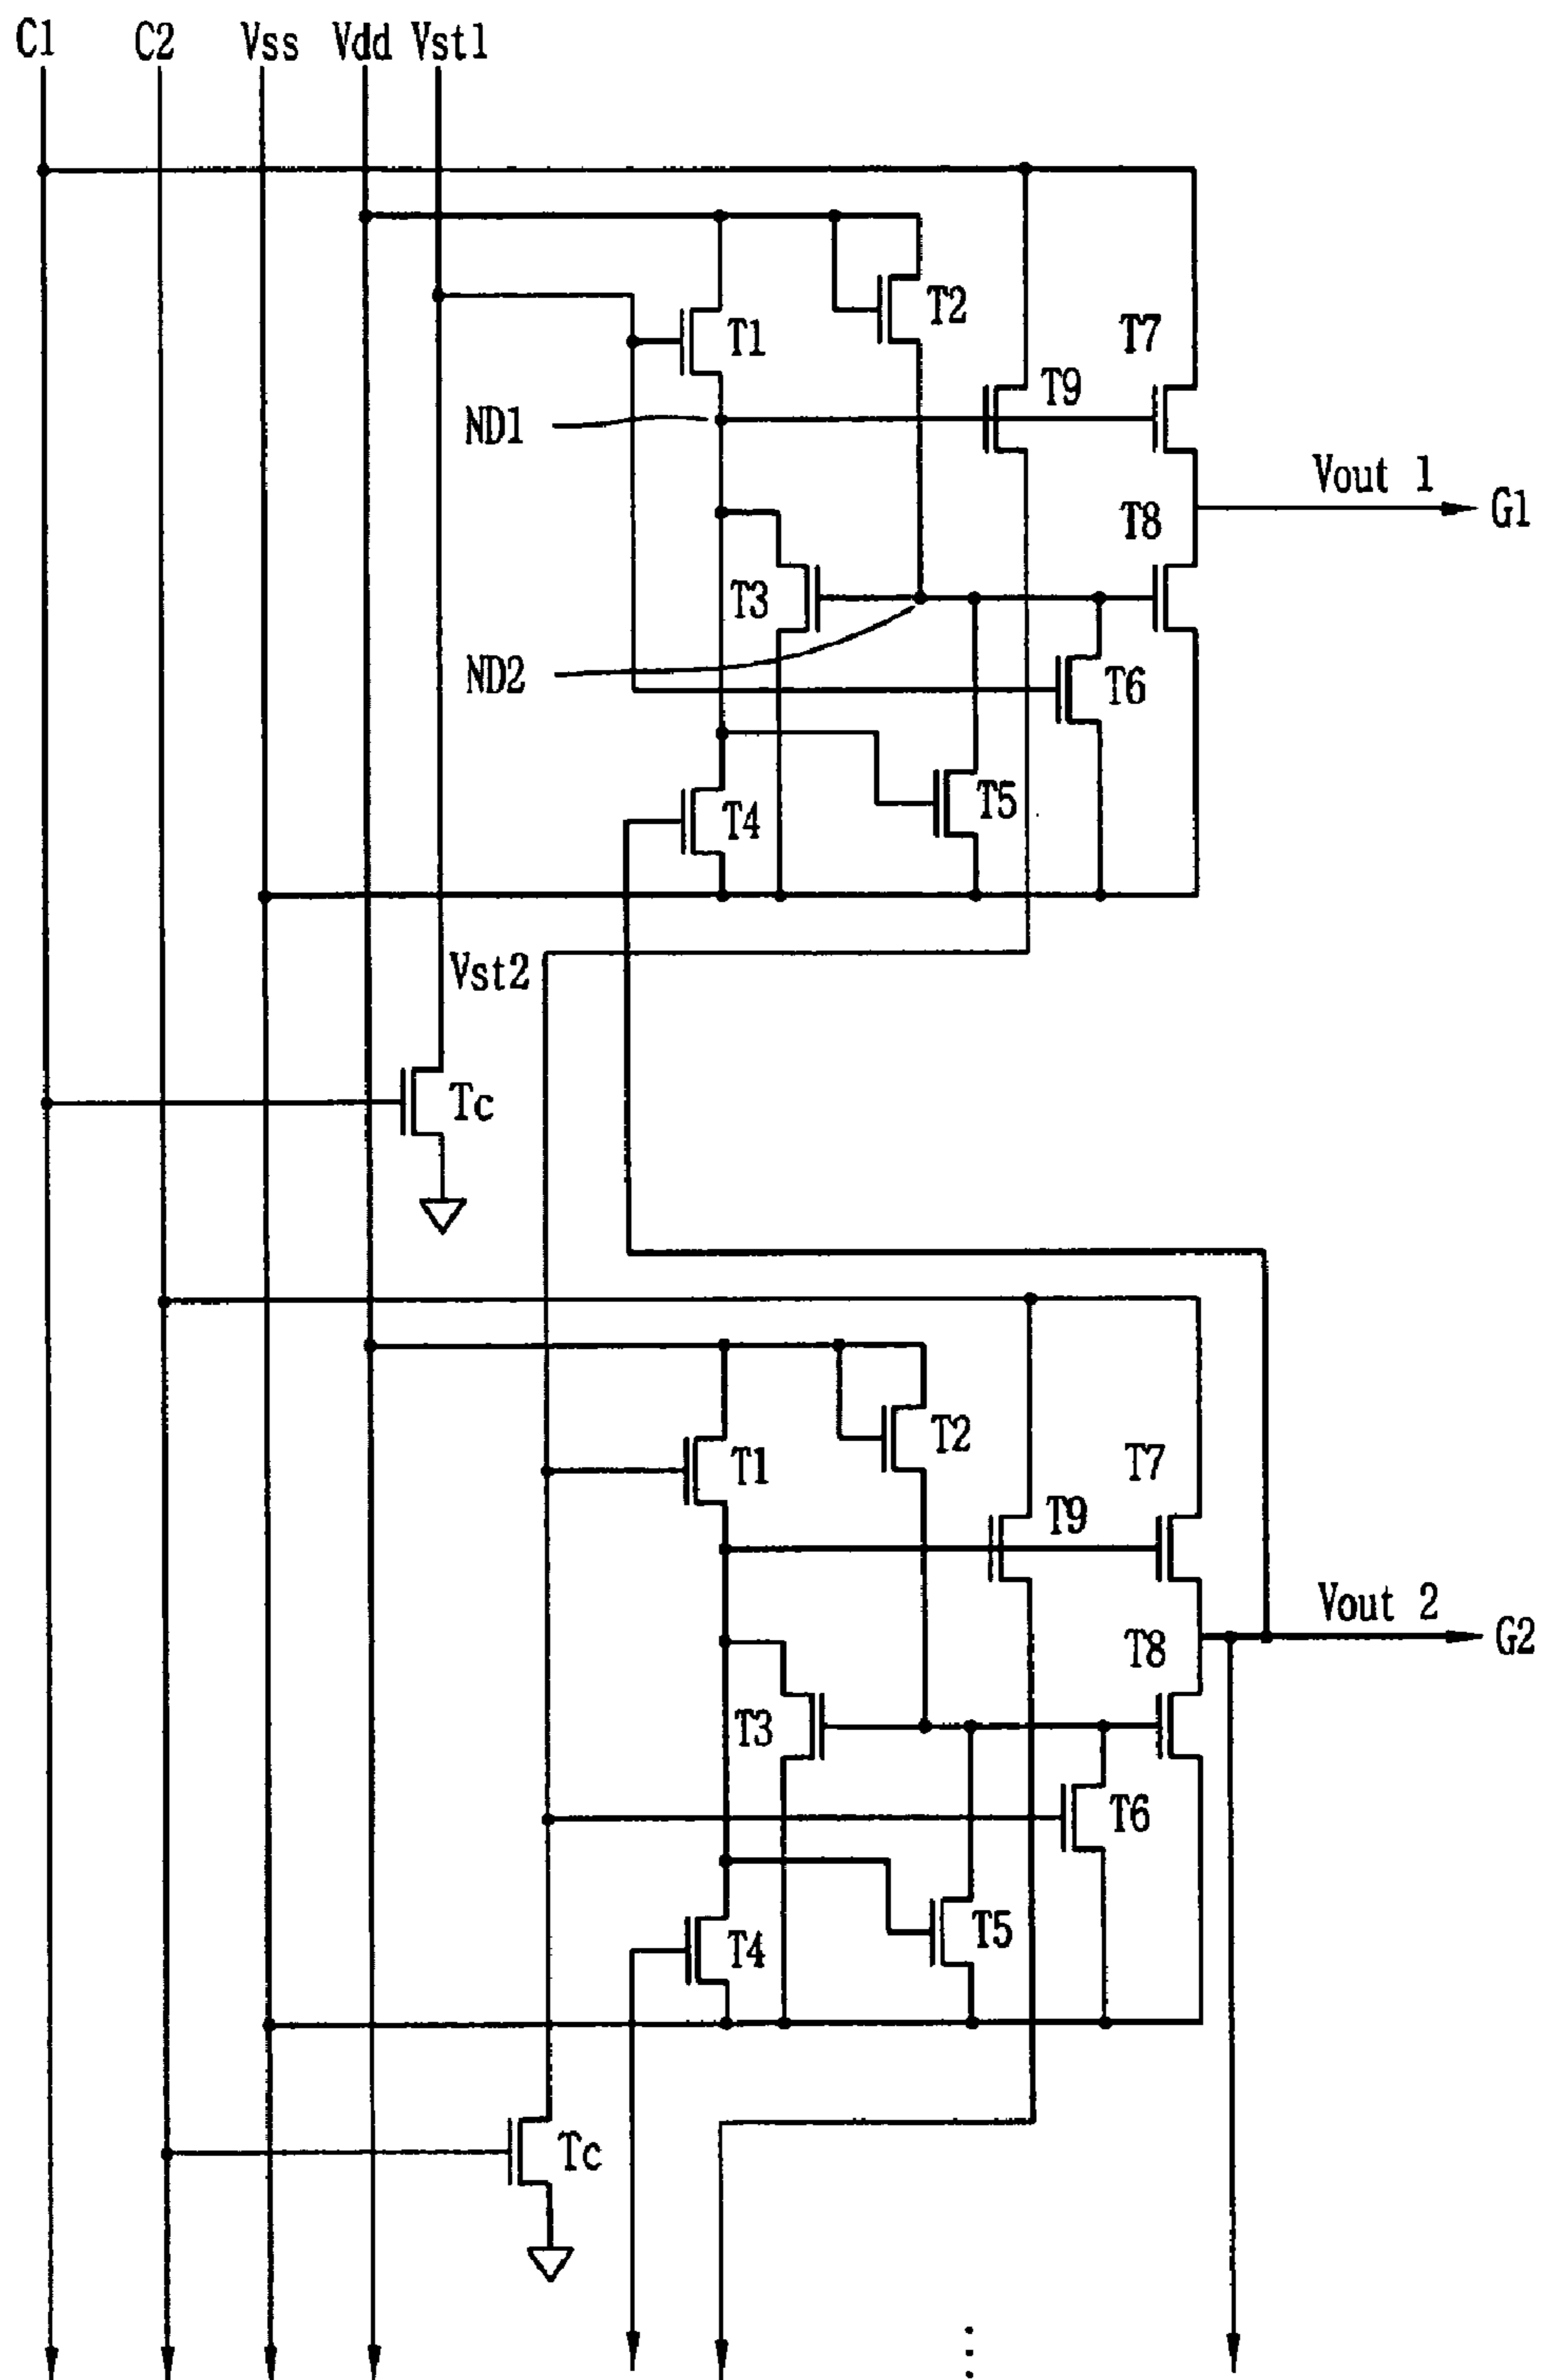 C1 C2 Vss Vdd Vst1
T2
T1
T7
T9
ND1
Vout 1
G1
T8
T3
ND2
T6
T5
T4
Vst2
Tc
T2
T1
T7
T9
Vout 2
G2
T8
T3
T6
T5
T4
Tc